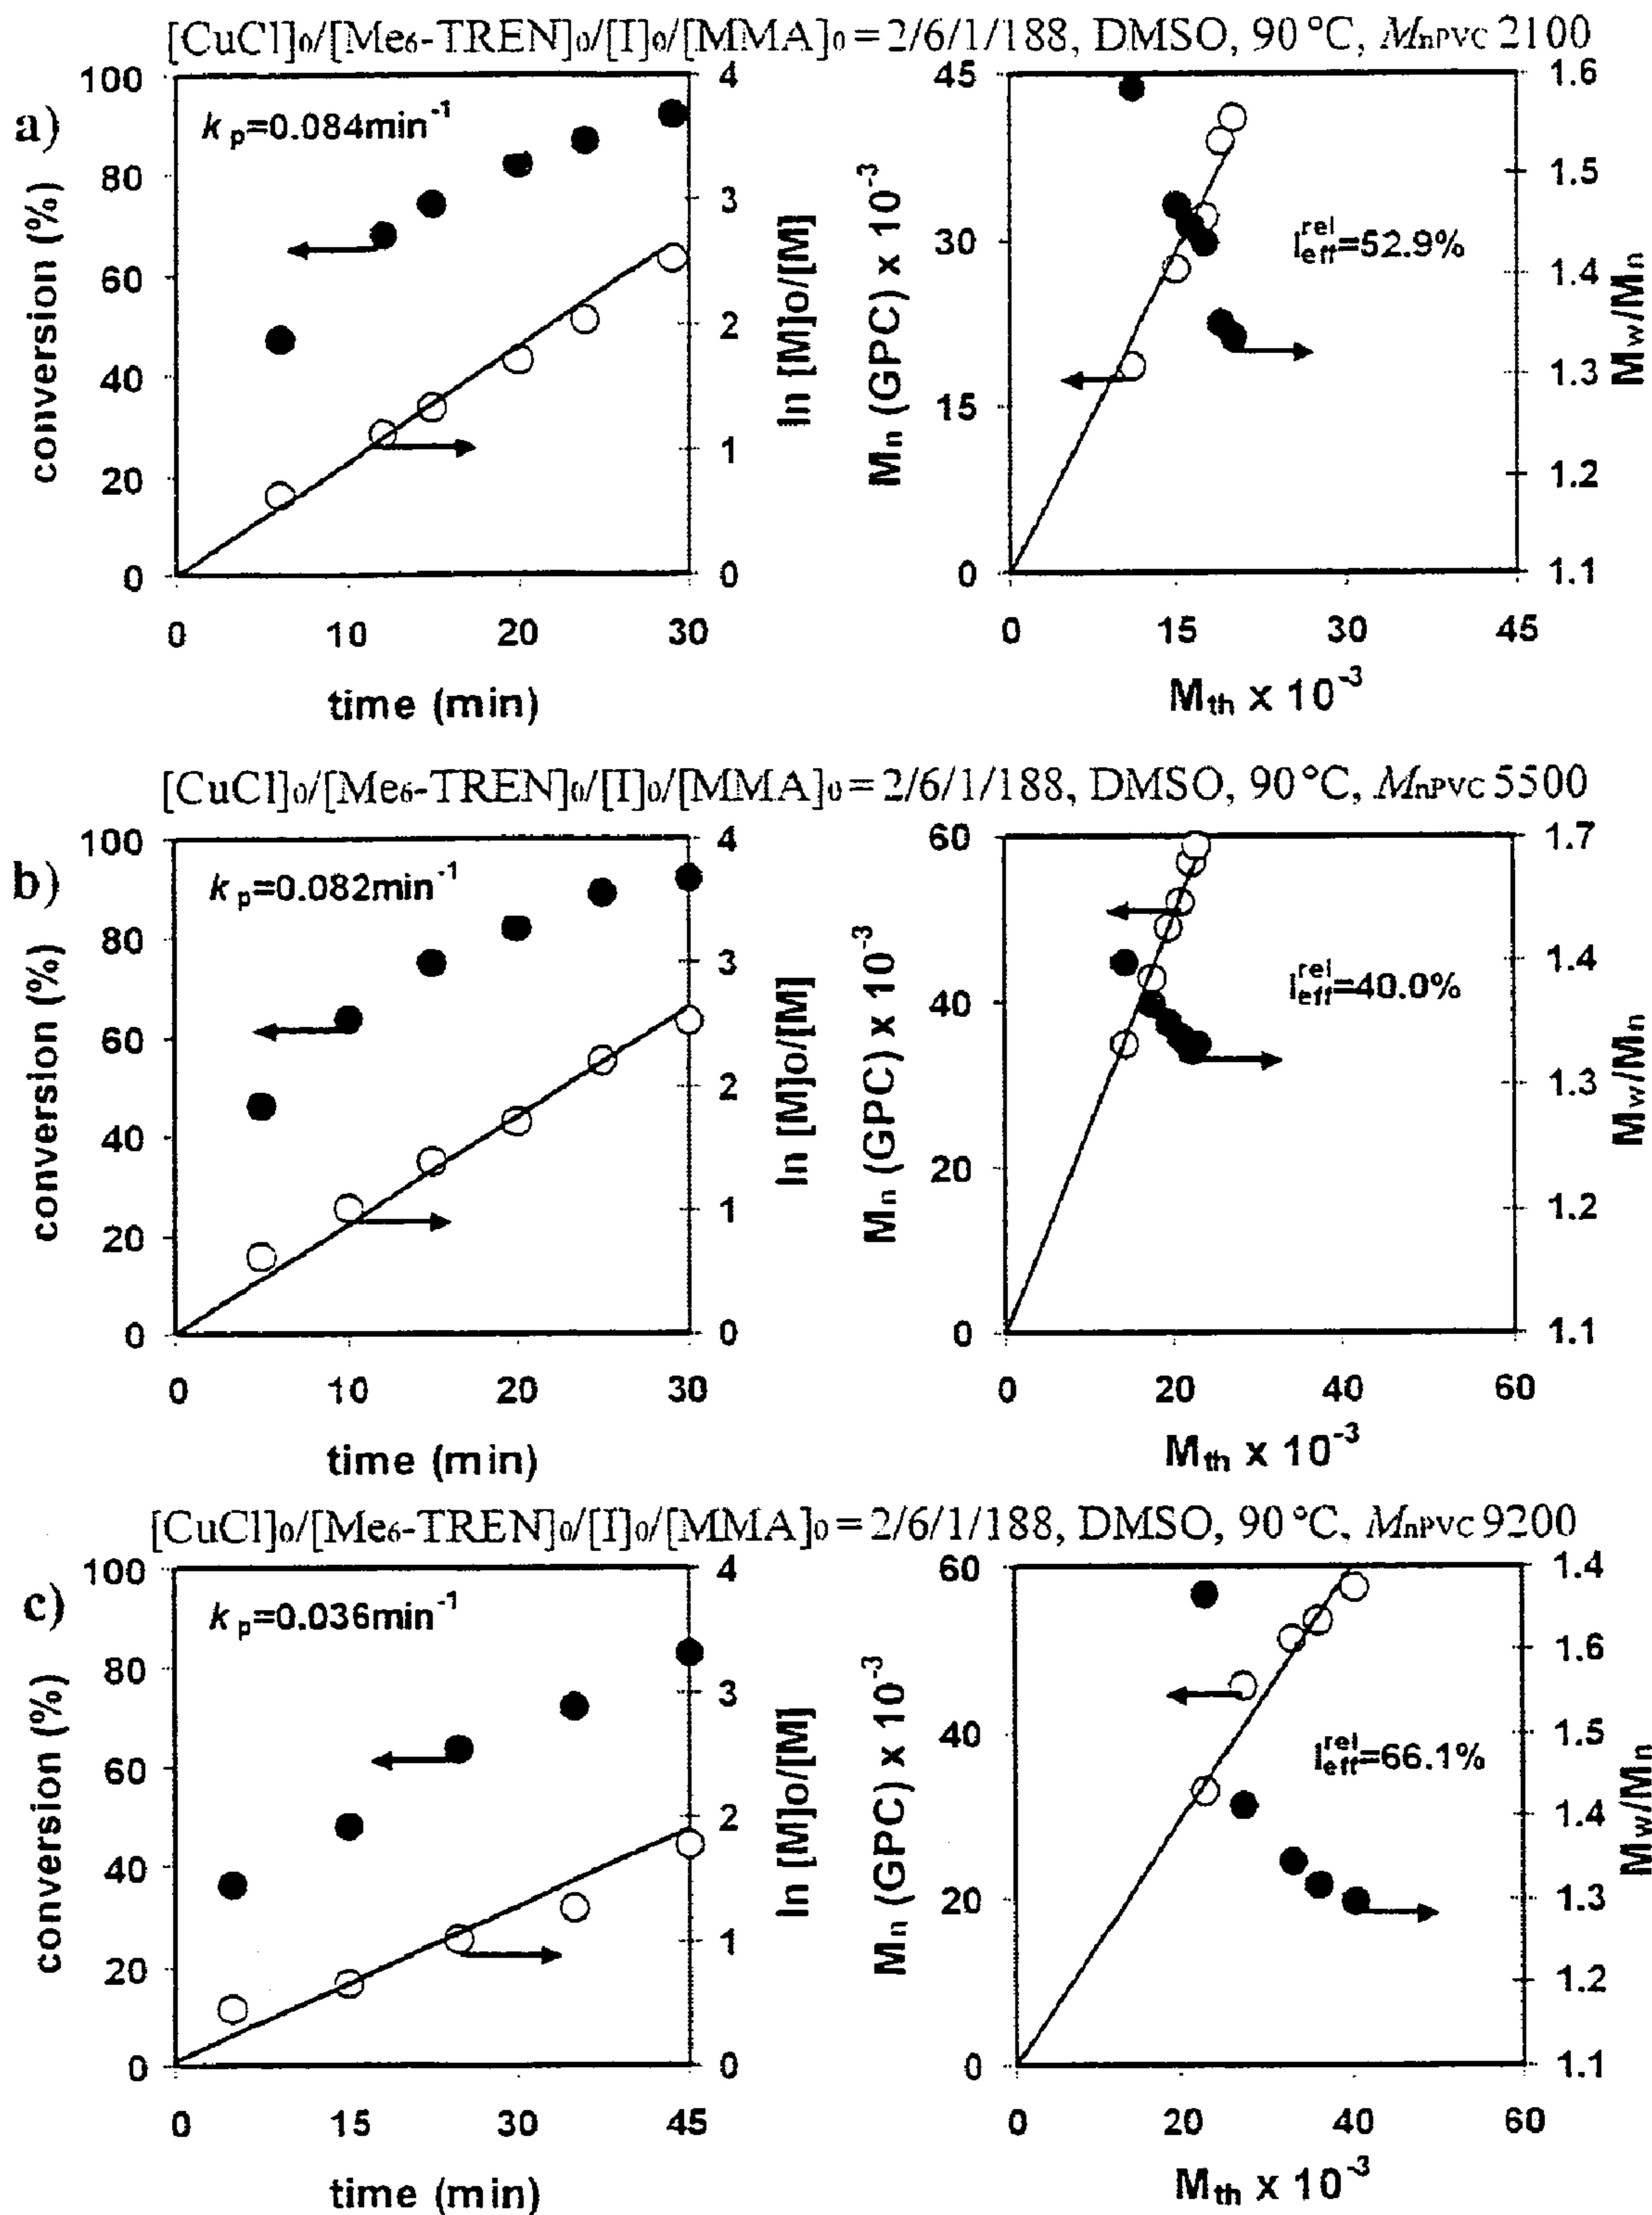 [CuCl]₀/[Me₆-TREN]₀/[I]₀/[MMA]₀ = 2/6/1/188, DMSO, 90 °C, MnPVC 2100
a)
conversion (%)
100
80
60
40
20
0
kp=0.084min⁻¹
4
3
2
1
0
ln [M]o/[M]
0 10 20 30
time (min)
Mn (GPC) x 10⁻³
45
30
15
0
I rel eff=52.9%
1.6
1.5
1.4
1.3
1.2
1.1
Mw/Mn
0 15 30 45
Mth x 10⁻³
[CuCl]₀/[Me₆-TREN]₀/[I]₀/[MMA]₀ = 2/6/1/188, DMSO, 90 °C, MnPVC 5500
b)
conversion (%)
100
80
60
40
20
0
kp=0.082min⁻¹
4
3
2
1
0
ln [M]o/[M]
0 10 20 30
time (min)
Mn (GPC) x 10⁻³
60
40
20
0
I rel eff=40.0%
1.7
1.4
1.3
1.2
1.1
Mw/Mn
0 20 40 60
Mth x 10⁻³
[CuCl]₀/[Me₆-TREN]₀/[I]₀/[MMA]₀ = 2/6/1/188, DMSO, 90 °C, MnPVC 9200
c)
conversion (%)
100
80
60
40
20
0
kp=0.036min⁻¹
4
3
2
1
0
ln [M]o/[M]
0 15 30 45
time (min)
Mn (GPC) x 10⁻³
60
40
20
0
I rel eff=66.1%
1.4
1.6
1.5
1.4
1.3
1.2
1.1
Mw/Mn
0 20 40 60
Mth x 10⁻³